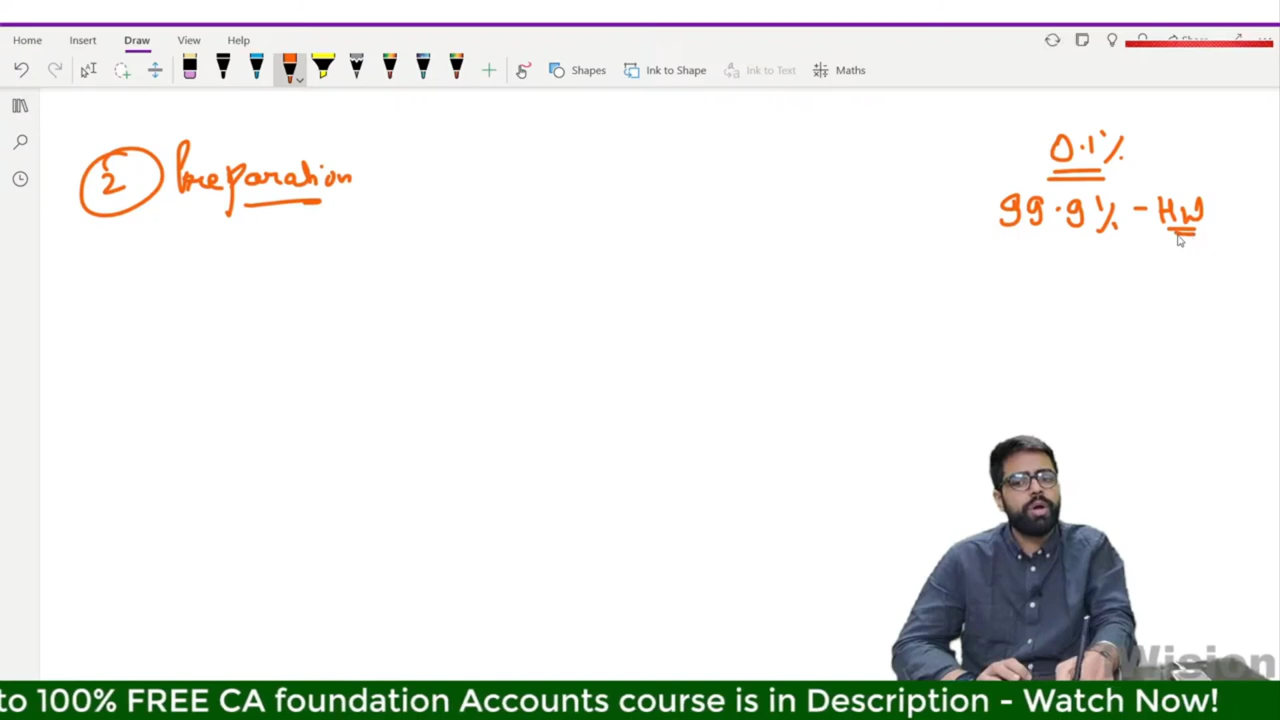 Home Insert Draw View Help
Shapes Ink to Shape Ink to Text Maths
2 Preparation
0.1%
99.9% - HW
Wision
to 100% FREE CA foundation Accounts course is in Description - Watch Now!